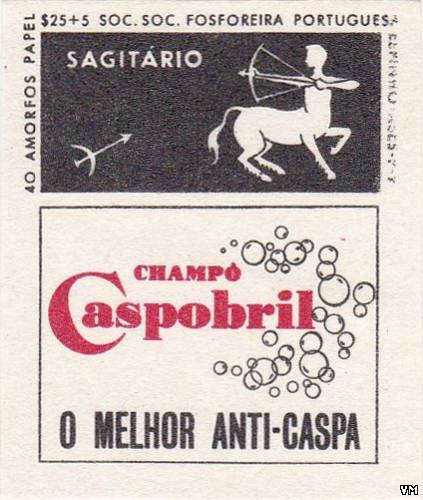 $25+5 SOC. SOC. FOSFOREIRA PORTUGUESA
40 AMORFOS PAPEL
SAGITÁRIO
CHAMPÔ
Caspobril
O MELHOR ANTI-CASPA
VM